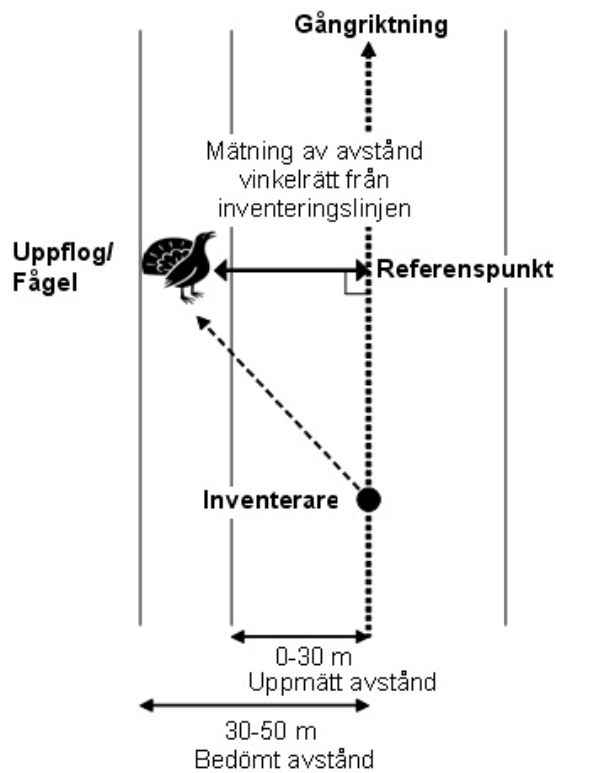 Gångriktning
Mätning av avstånd
vinkelrätt från
inventeringslinjen
Uppflog/
Fågel
Referenspunkt
Inventerare
0-30 m
Uppmätt avstånd
30-50 m
Bedömt avstånd